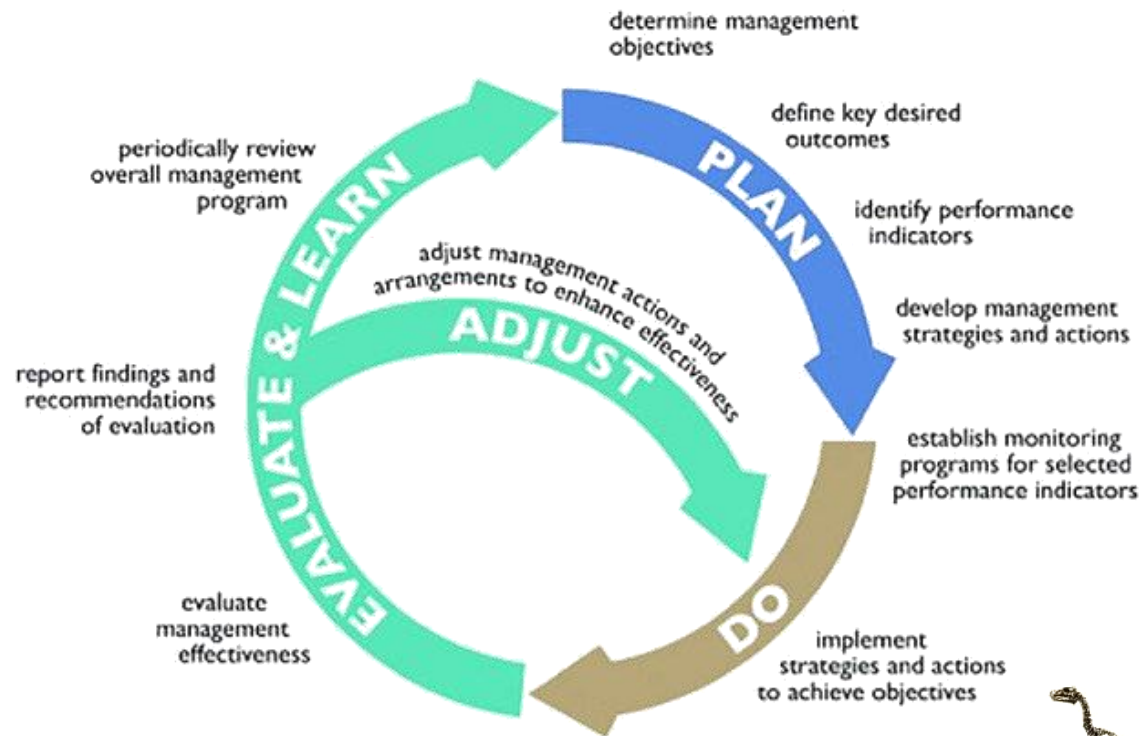 determine management
objectives
define key desired
outcomes
PLAN
identify performance
indicators
develop management
strategies and actions
establish monitoring
programs for selected
performance indicators
DO
implement
strategies and actions
to achieve objectives
evaluate
management
effectiveness
EVALUATE & LEARN
report findings and
recommendations
of evaluation
periodically review
overall management
program
adjust management actions and
arrangements to enhance effectiveness
ADJUST